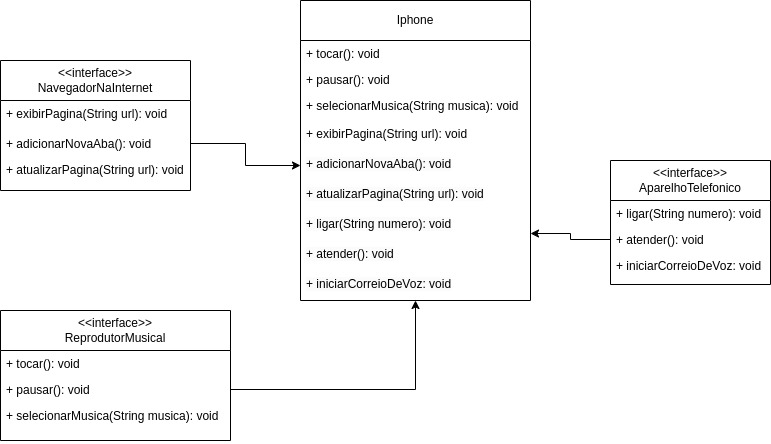 Iphone
+ tocar(): void
+ pausar(): void
+ selecionarMusica(String musica): void
+ exibirPagina(String url): void
+ adicionarNovaAba(): void
+ atualizarPagina(String url): void
+ ligar(String numero): void
+ atender(): void
+ iniciarCorreioDeVoz: void
<<interface>>
NavegadorNaInternet
+ exibirPagina(String url): void
+ adicionarNovaAba(): void
+ atualizarPagina(String url): void
<<interface>>
AparelhoTelefonico
+ ligar(String numero): void
+ atender(): void
+ iniciarCorreioDeVoz: void
<<interface>>
ReprodutorMusical
+ tocar(): void
+ pausar(): void
+ selecionarMusica(String musica): void